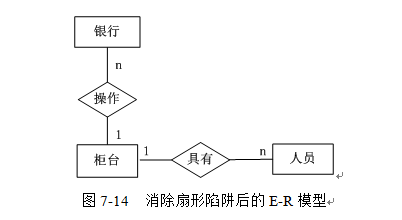 银行
n
操作
1
柜台
1
具有
n
人员
图 7-14 消除扇形陷阱后的 E-R 模型